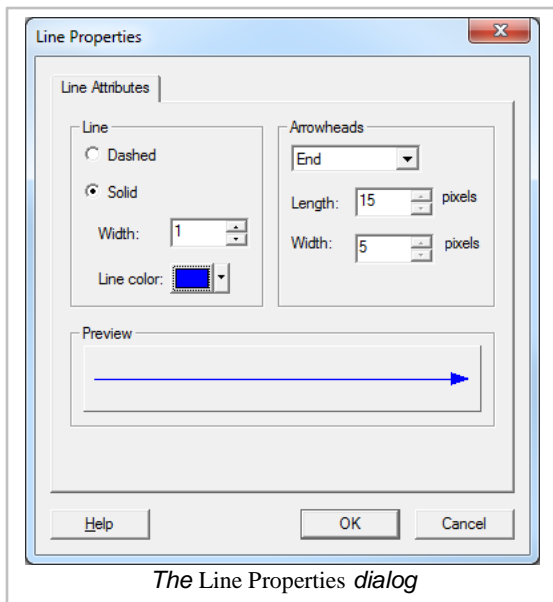 Line Properties
Line Attributes
Line
Dashed
Solid
Width: 1
Line color:
Arrowheads
End
Length: 15 pixels
Width: 5 pixels
Preview
Help OK Cancel
The Line Properties dialog